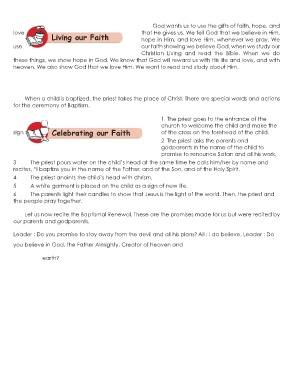 God wants us to use the gifts of faith, hope, and
love that He gives us. We tell God that we believe in Him,
Living our Faith
hope in Him, and love Him, whenever we pray. We
use our faith showing we believe God, when we study our
Christian Living and read the Bible. When we do
these things, we show hope in God. We know that God will reward us with His life and love, and with
heaven. We also show God that we love Him. We want to read and study about Him.
When a child is baptized, the priest takes the place of Christ. There are special words and actions
for the ceremony of Baptism.
1 The priest goes to the entrance of the
church to welcome the child and make the
sign of the cross on the forehead of the child.
Celebrating our Faith
2 The priest asks the parents and
godparents in the name of the child to
promise to renounce Satan and all his work.
3 The priest pours water on the child's head at the same time he calls him/her by name and
recites, "I baptize you in the name of the Father, and of the Son, and of the Holy Spirit.
4 The priest anoints the child's head with chrism.
5 A white garment is placed on the child as a sign of new life.
6 The parents light their candles to show that Jesus is the light of the world. Then, the priest and
the people pray together.
Let us now recite the Baptismal Renewal. These are the promises made for us but were recited by
our parents and godparents.
Leader : Do you promise to stay away from the devil and all his plans? All : I do believe. Leader : Do
you believe in God, the Father Almighty, Creator of heaven and
earth?